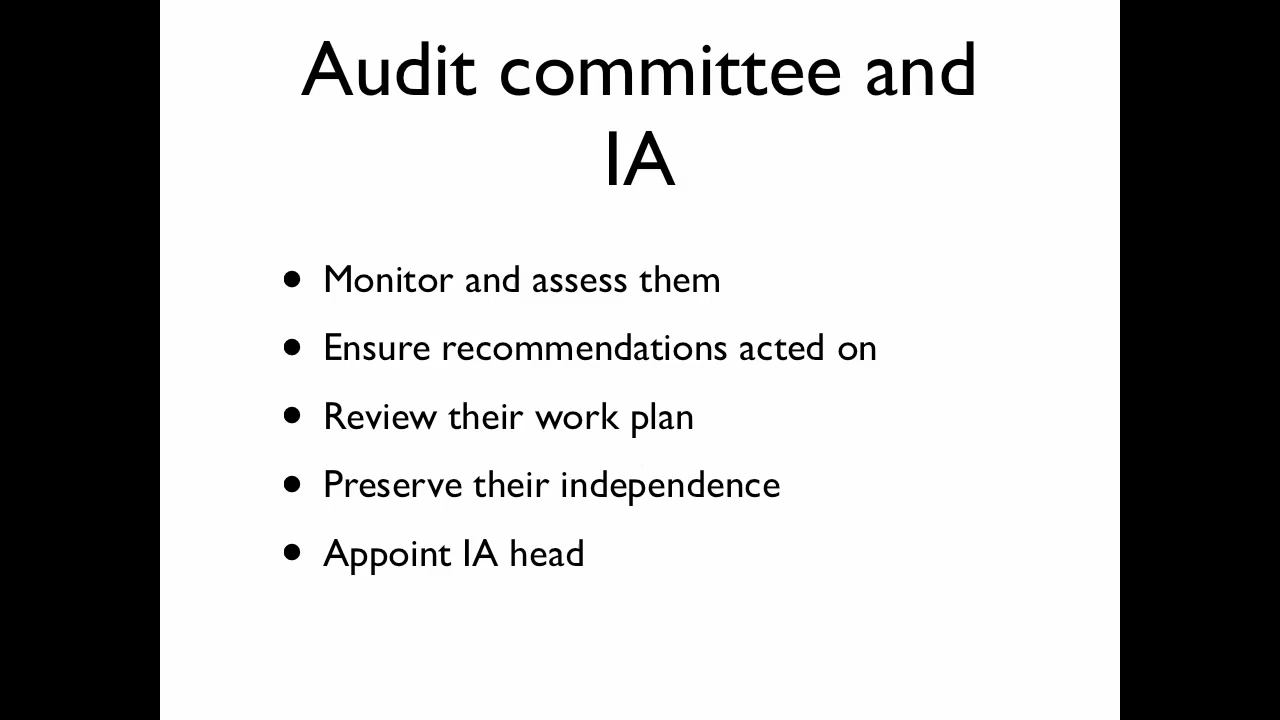 Audit committee and
IA
• Monitor and assess them
• Ensure recommendations acted on
• Review their work plan
• Preserve their independence
• Appoint IA head